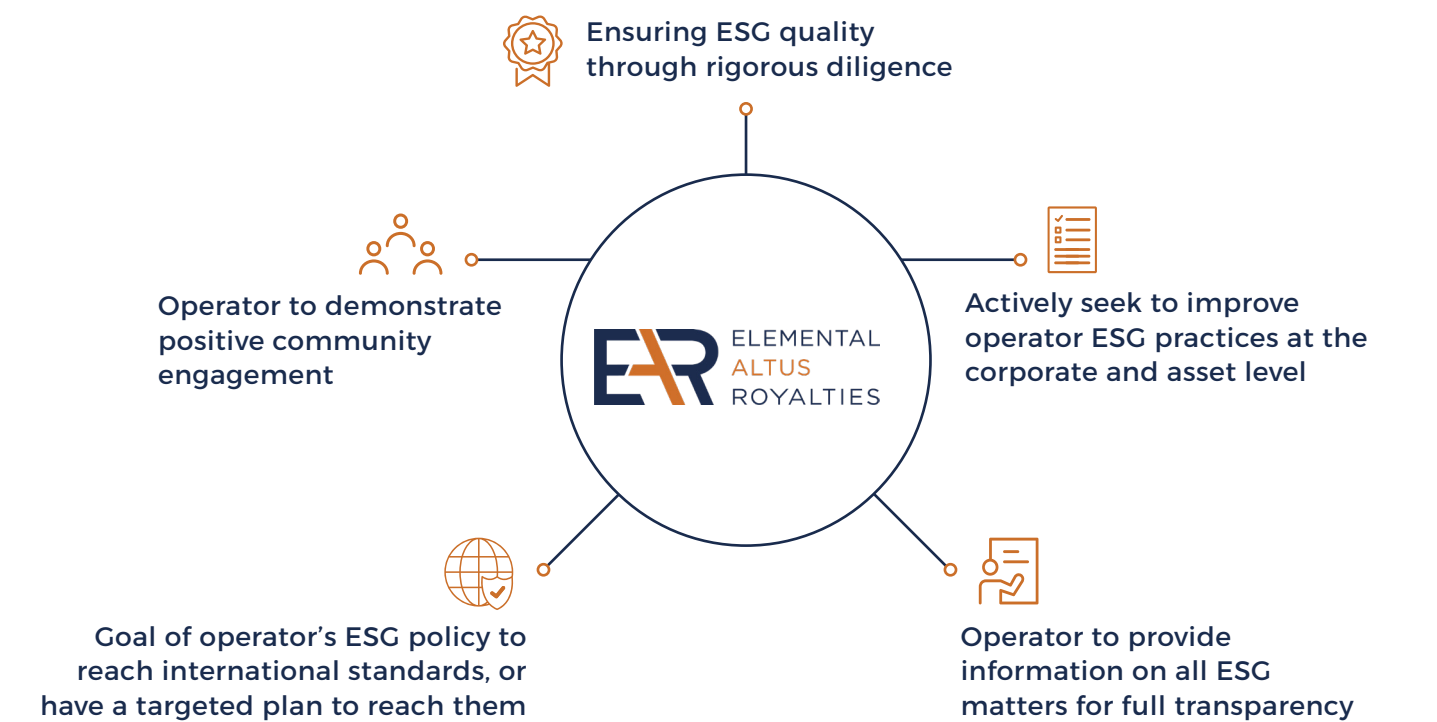 Ensuring ESG quality
through rigorous diligence
Operator to demonstrate
positive community
engagement
Actively seek to improve
operator ESG practices at the
corporate and asset level
EAR
ELEMENTAL
ALTUS
ROYALTIES
Goal of operator’s ESG policy to
reach international standards, or
have a targeted plan to reach them
Operator to provide
information on all ESG
matters for full transparency